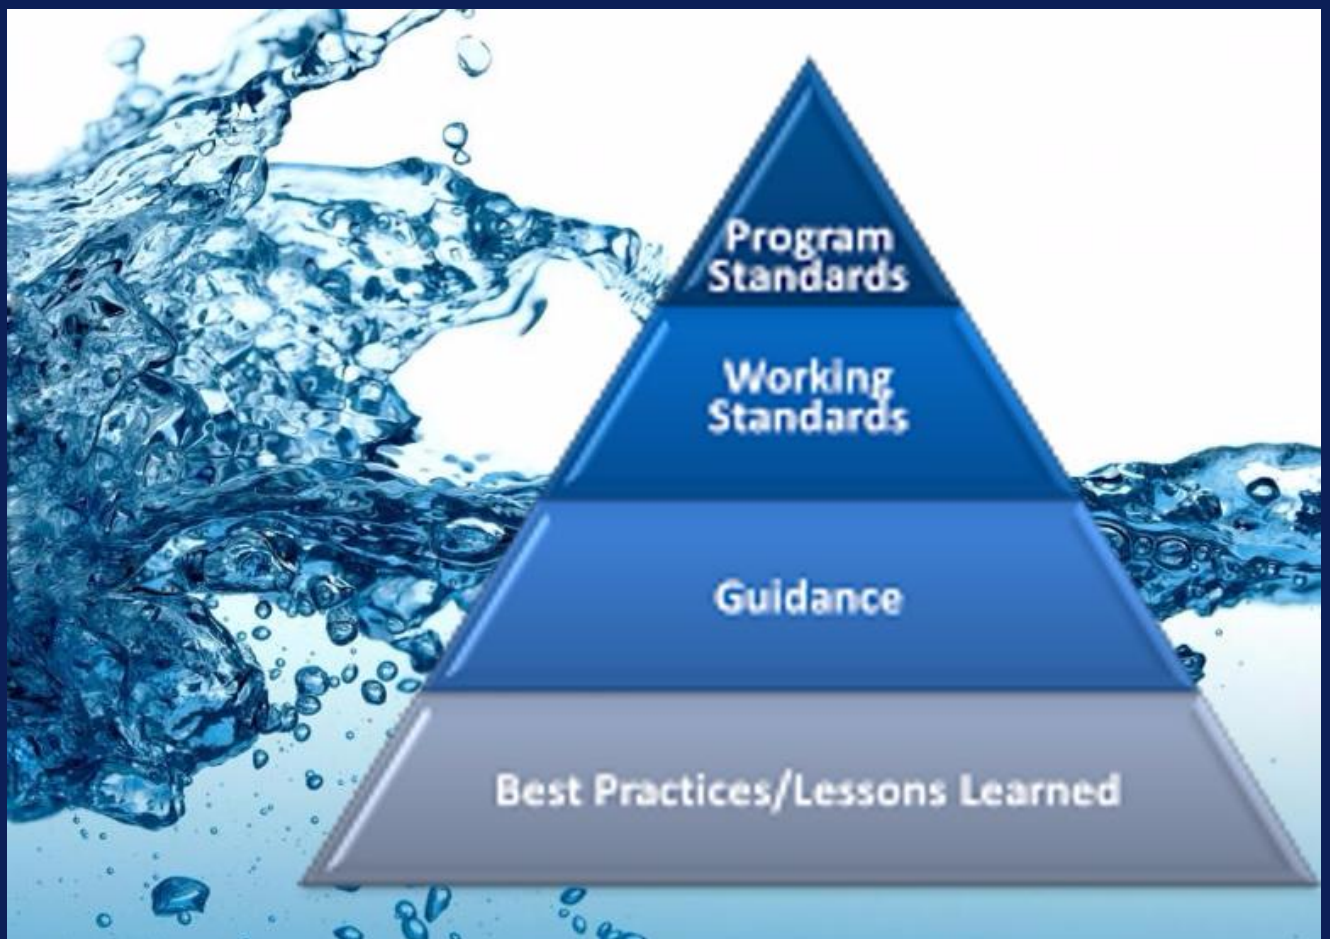 Program
Standards
Working
Standards
Guidance
Best Practices/Lessons Learned